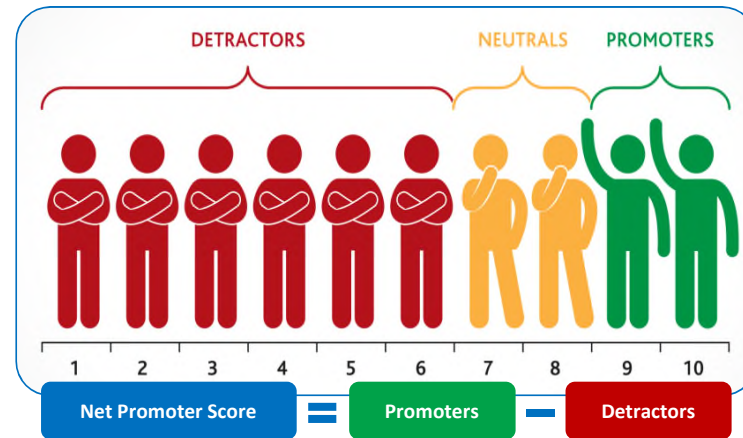 DETRACTORS NEUTRALS PROMOTERS
1 2 3 4 5 6 7 8 9 10
Net Promoter Score = Promoters – Detractors